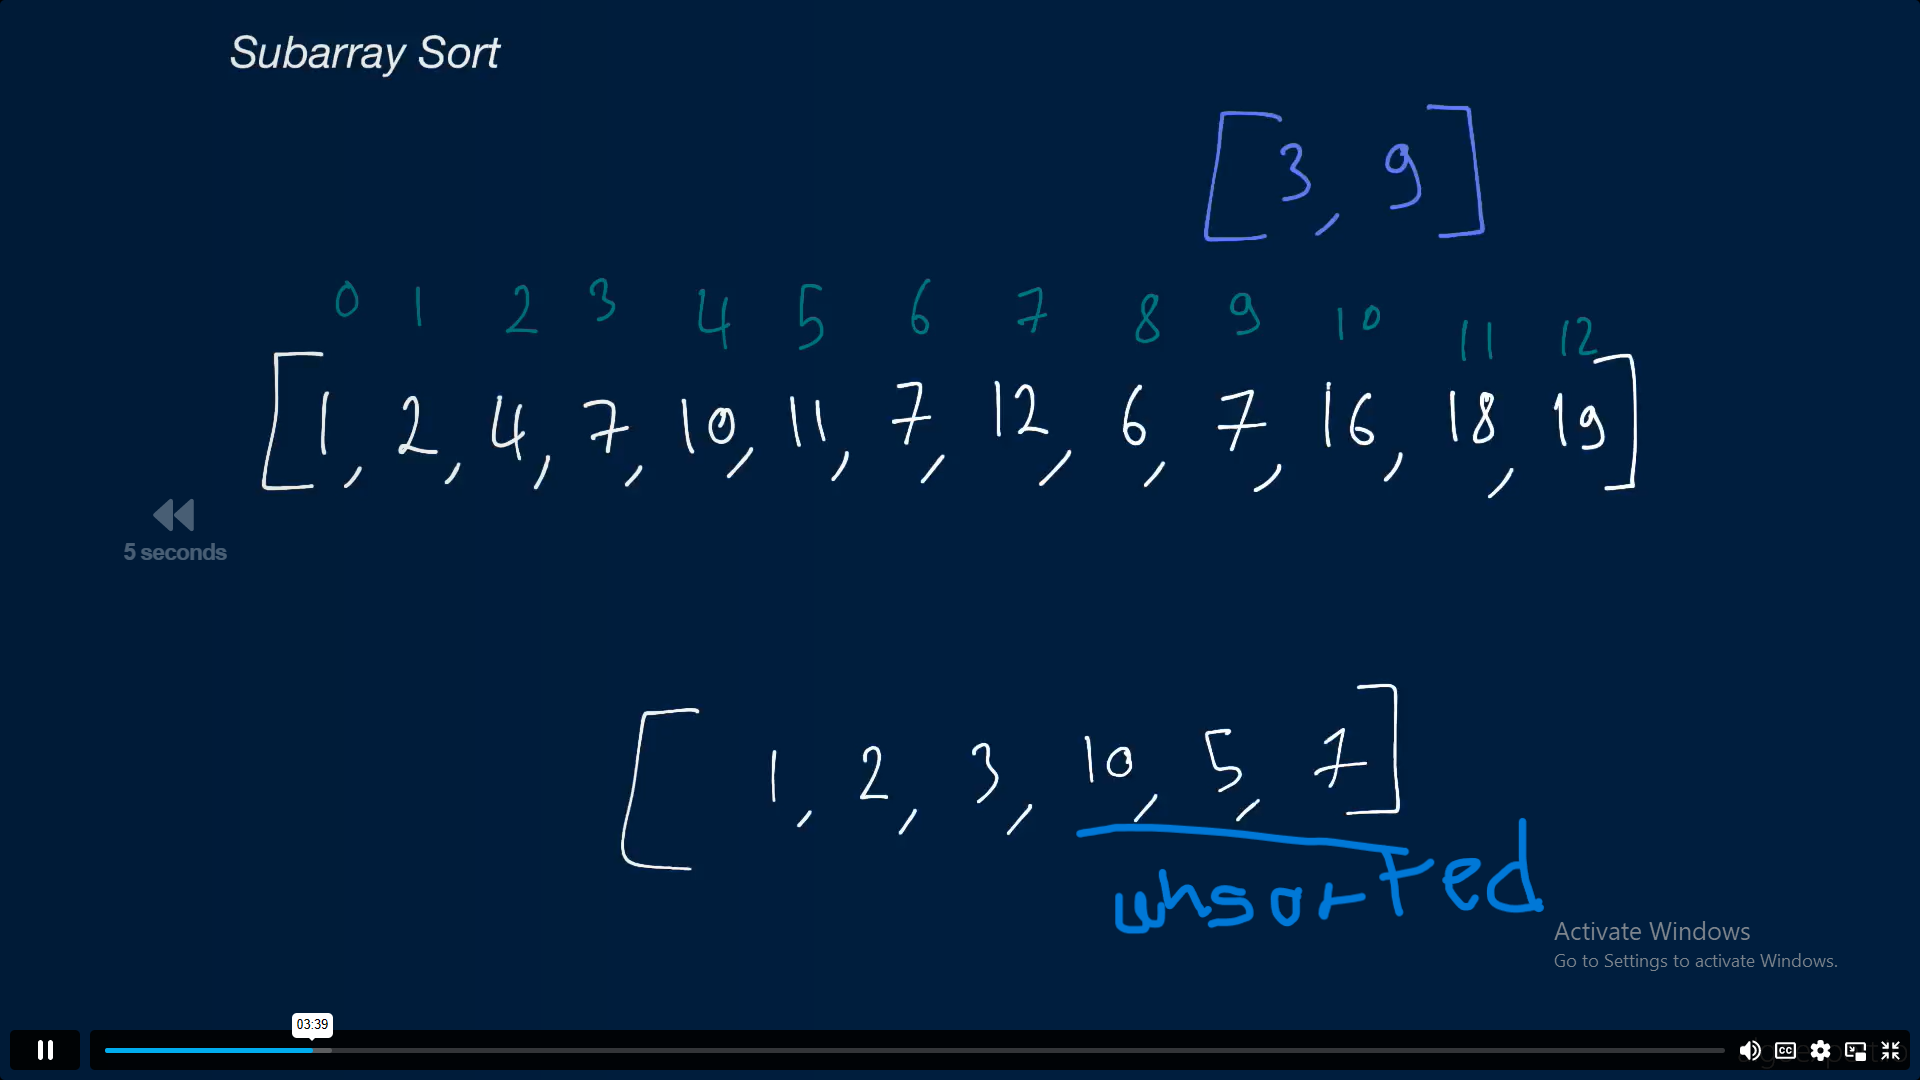 Subarray Sort
[3, 9]
0 1 2 3 4 5 6 7 8 9 10 11 12
[1, 2, 4, 7, 10, 11, 7, 12, 6, 7, 16, 18, 19]
5 seconds
[1, 2, 3, 10, 5, 7]
unsorted
Activate Windows
Go to Settings to activate Windows.
03:39
CC